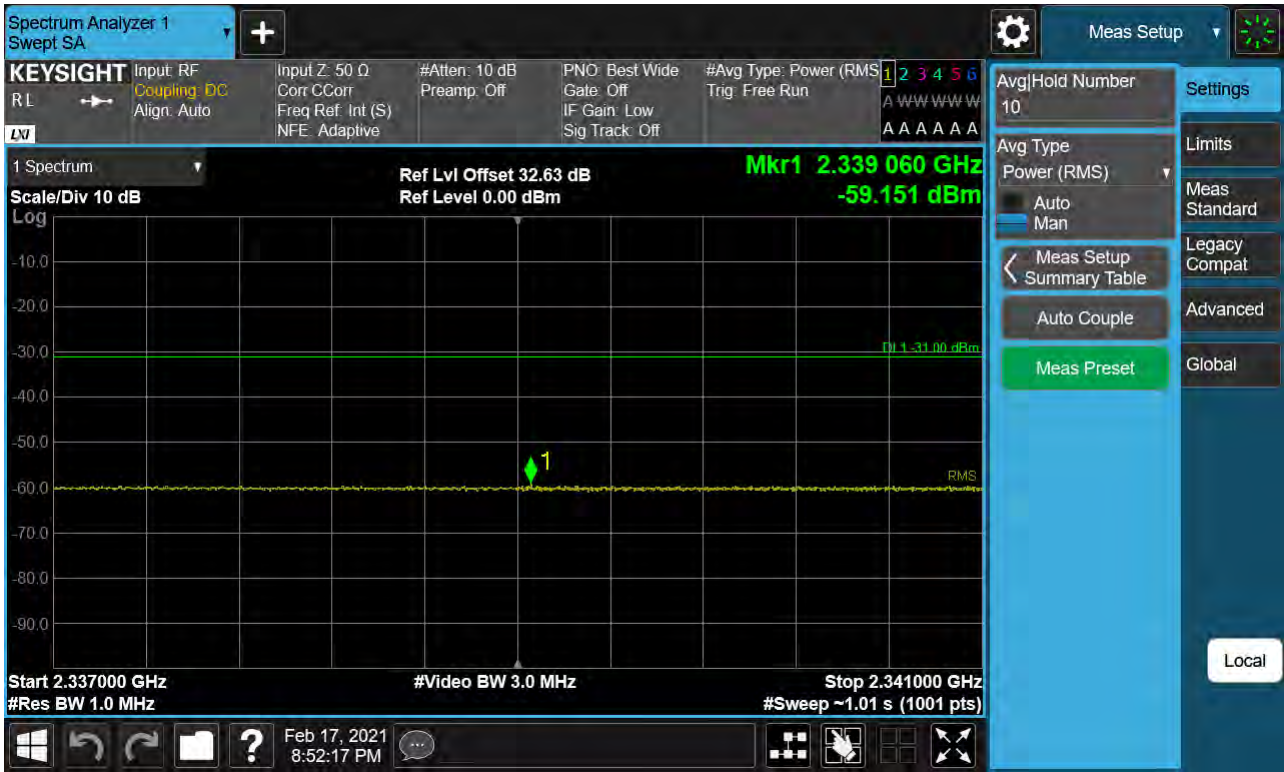 Spectrum Analyzer 1
Swept SA
Meas Setup
KEYSIGHT
RL
LXI
Input: RF
Coupling: DC
Align: Auto
Input Z: 50 Ω
Corr CCorr
Freq Ref: Int (S)
NFE: Adaptive
#Atten: 10 dB
Preamp: Off
PNO: Best Wide
Gate: Off
IF Gain: Low
Sig Track: Off
#Avg Type: Power (RMS
Trig: Free Run
1 2 3 4 5 6
A W W W W W
A A A A A A
1 Spectrum
Scale/Div 10 dB
Log
Ref Lvl Offset 32.63 dB
Ref Level 0.00 dBm
Mkr1 2.339 060 GHz
-59.151 dBm
-10.0
-20.0
-30.0
DL1 -31.00 dBm
-40.0
-50.0
1
RMS
-60.0
-70.0
-80.0
-90.0
Start 2.337000 GHz
#Res BW 1.0 MHz
#Video BW 3.0 MHz
Stop 2.341000 GHz
#Sweep ~1.01 s (1001 pts)
Avg|Hold Number
10
Avg Type
Power (RMS)
Auto
Man
Meas Setup
Summary Table
Auto Couple
Meas Preset
Settings
Limits
Meas
Standard
Legacy
Compat
Advanced
Global
Local
Feb 17, 2021
8:52:17 PM